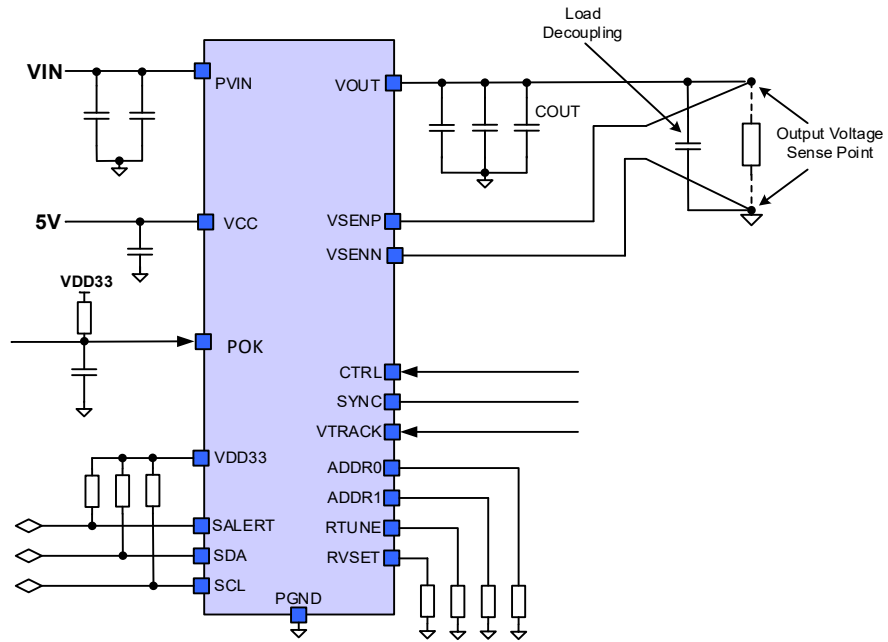 Load
Decoupling
VIN
PVIN
VOUT
COUT
Output Voltage
Sense Point
5V
VCC
VSENP
VSENN
VDD33
POK
CTRL
SYNC
VTRACK
VDD33
ADDR0
ADDR1
SALERT
RTUNE
SDA
RVSET
SCL
PGND